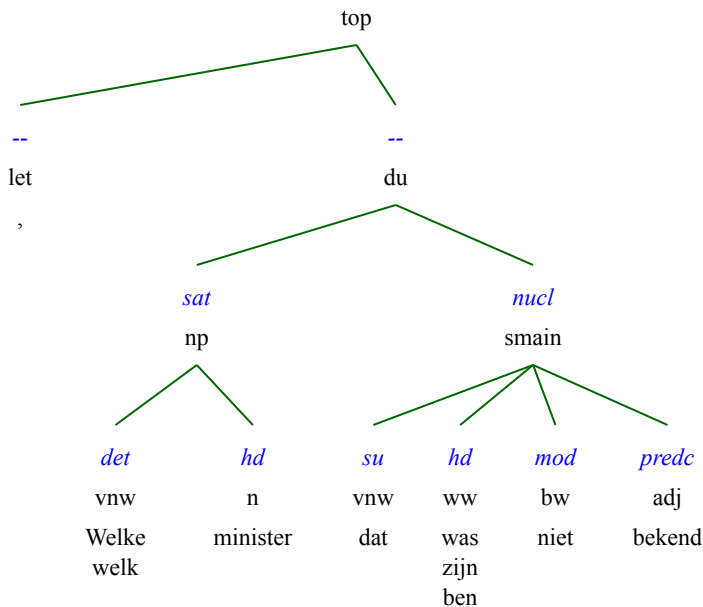 top
-- --
let du
,
sat nucl
np smain
det hd su hd mod predc
vnw n vnw ww bw adj
Welke minister dat was niet bekend
welk zijn
ben